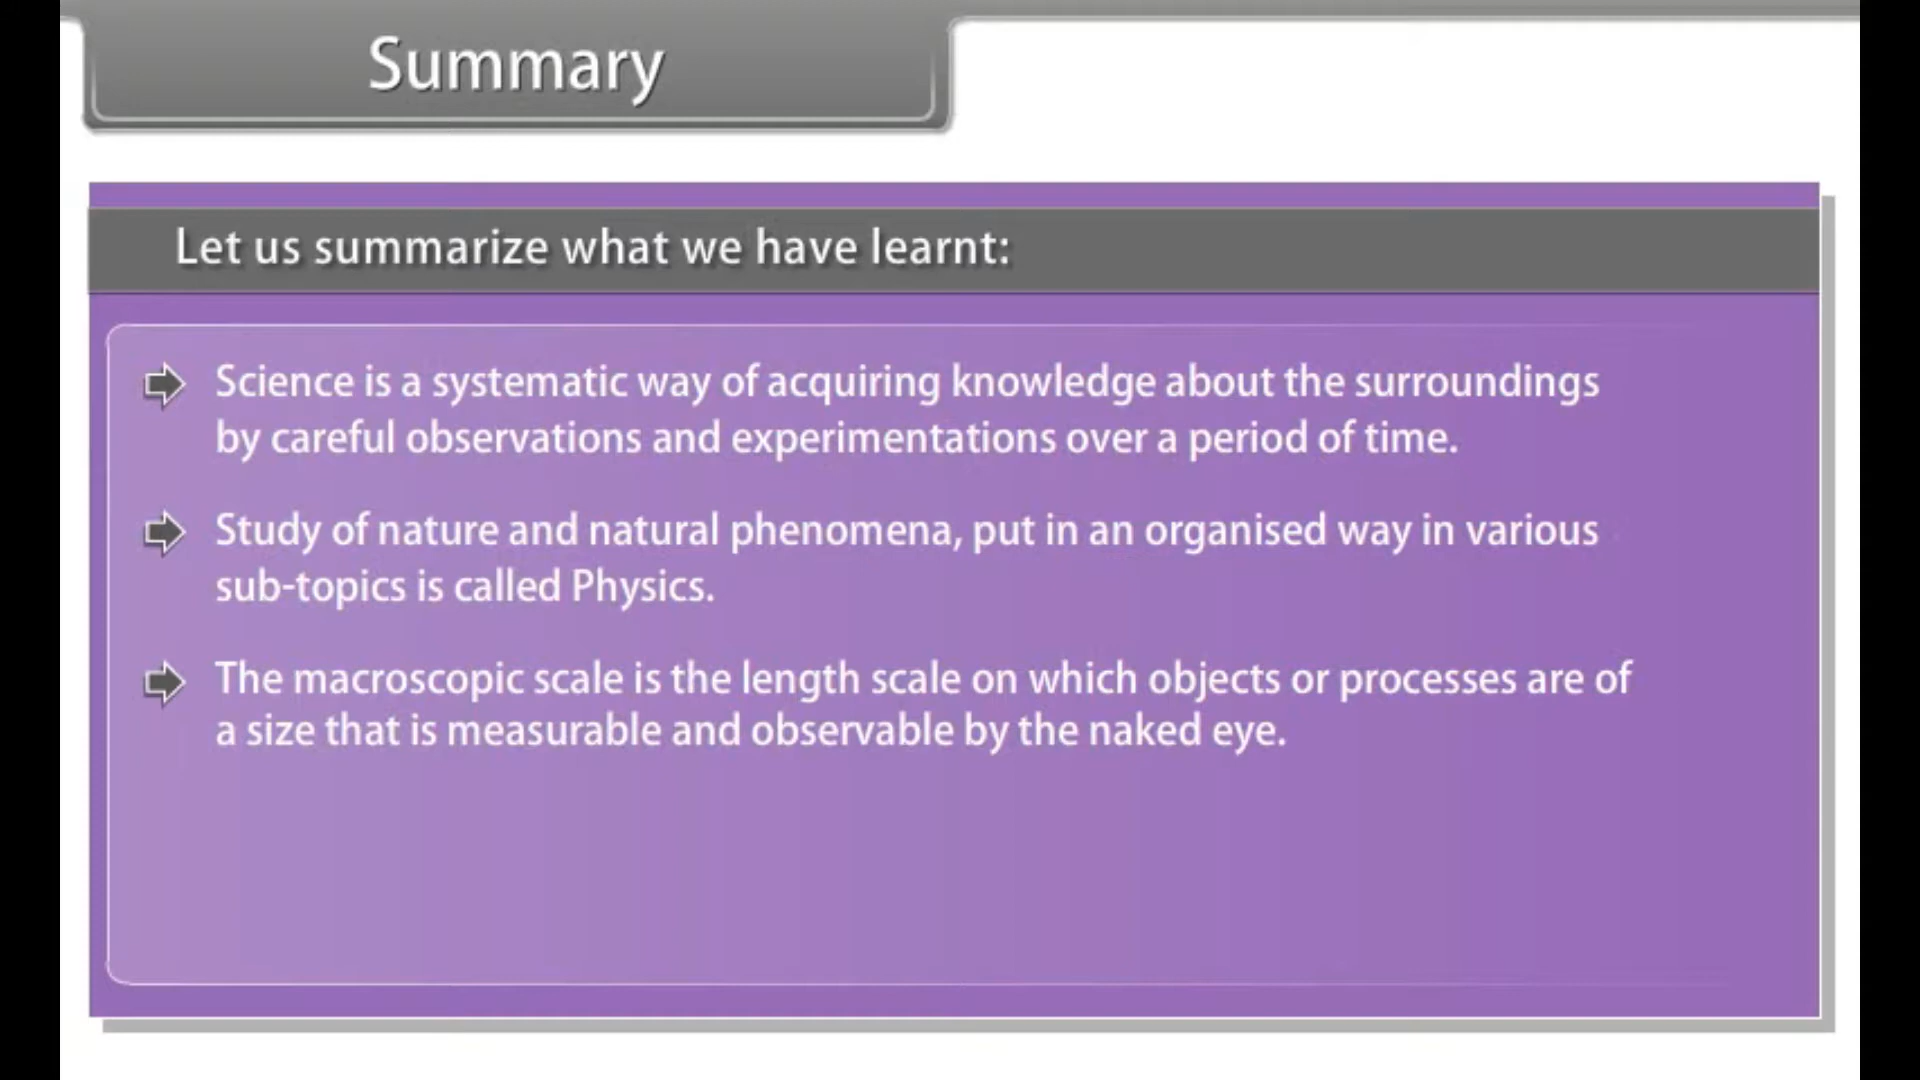 Summary
Let us summarize what we have learnt:
Science is a systematic way of acquiring knowledge about the surroundings
by careful observations and experimentations over a period of time.
Study of nature and natural phenomena, put in an organised way in various
sub-topics is called Physics.
The macroscopic scale is the length scale on which objects or processes are of
a size that is measurable and observable by the naked eye.